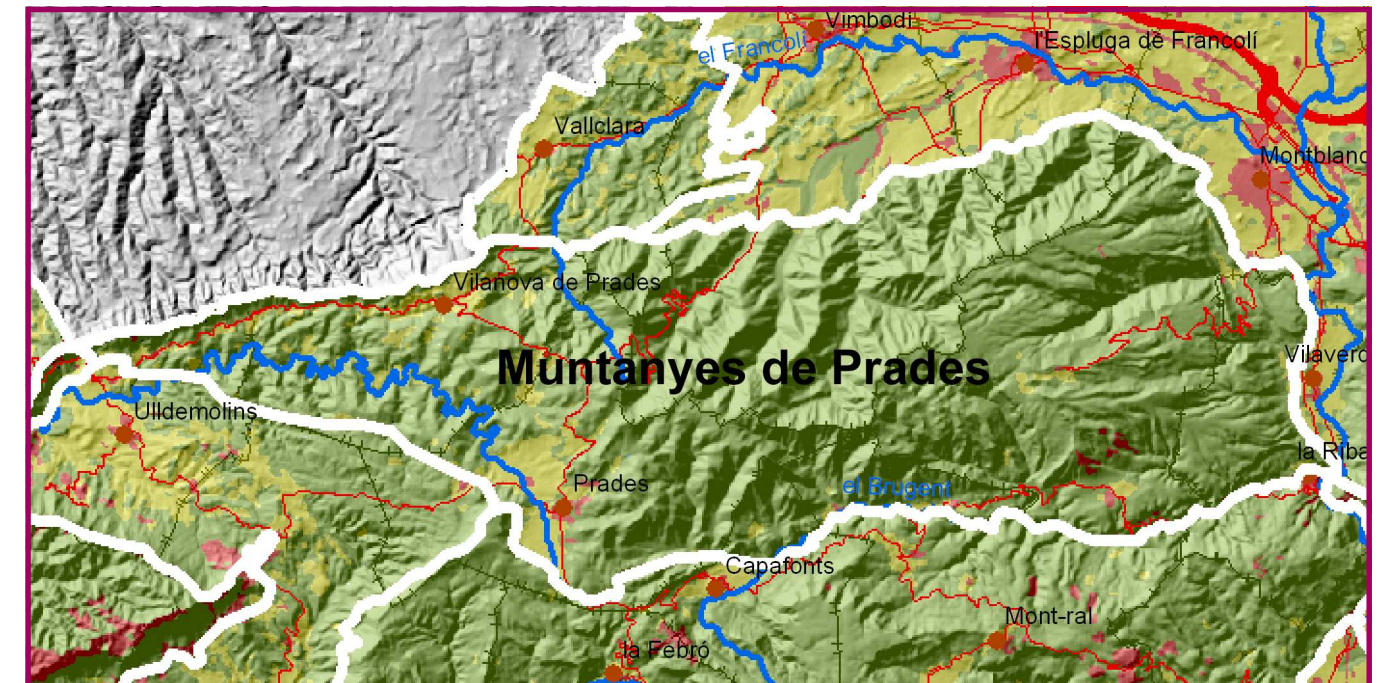 Vimbodí
el Francolí
l'Espluga de Francolí
Vallclara
Montblanc
Vilanova de Prades
Vilaverd
Muntanyes de Prades
Ulldemolins
la Riba
Prades
el Brugent
Capafonts
Mont-ral
la Febró